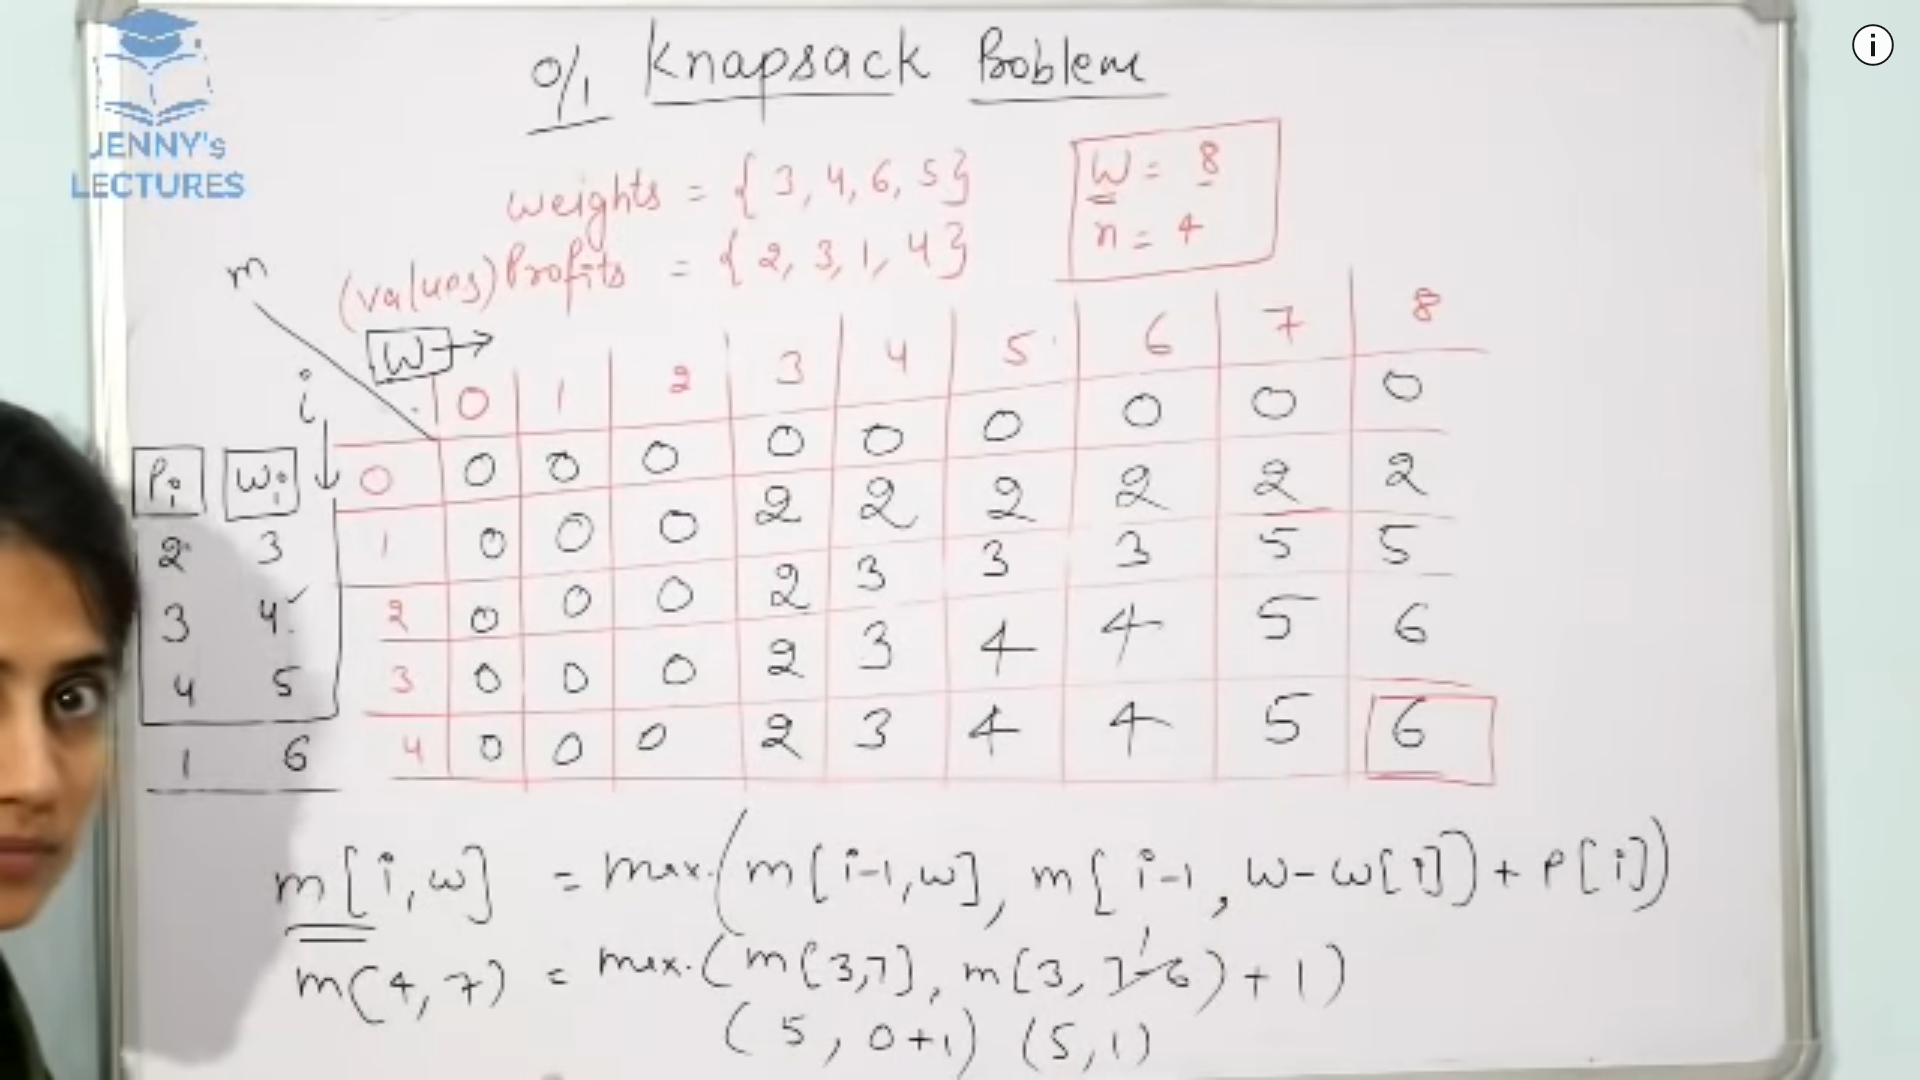 JENNY's
LECTURES
0/1 Knapsack Problem
weights = { 3, 4, 6, 5}
(values) Profits = { 2, 3, 1, 4}
W = 8
n = 4
m
W →
i
0 1 2 3 4 5 6 7 8
Pi Wi 0 0 0 0 0 0 0 0 0 0
2 3 1 0 0 0 2 2 2 2 2 2
3 4 2 0 0 0 2 3 3 3 5 5
4 5 3 0 0 0 2 3 4 4 5 6
1 6 4 0 0 0 2 3 4 4 5 6
m[i,w] = max.(m[i-1,w], m[i-1, w-w[i]) + P[i])
m(4,7) = max.(m(3,7], m[3, 7-6) + 1)
1
(5, 0+1) (5,1)